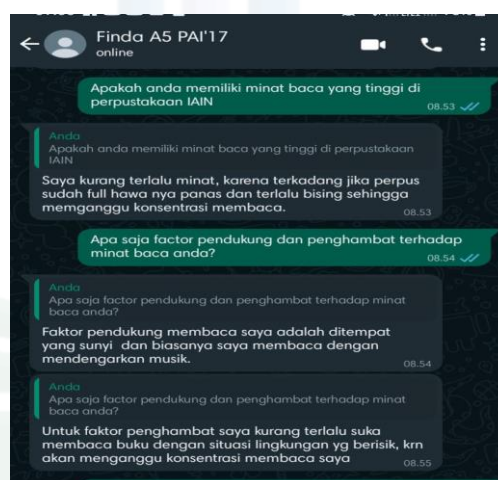 Finda A5 PAI'17
online
Apakah anda memiliki minat baca yang tinggi di
perpustakaan IAIN
08.53
Anda
Apakah anda memiliki minat baca yang tinggi di perpustakaan
IAIN
Saya kurang terlalu minat, karena terkadang jika perpus
sudah full hawa nya panas dan terlalu bising sehingga
memganggu konsentrasi membaca.
08.53
Apa saja factor pendukung dan penghambat terhadap
minat baca anda?
08.54
Anda
Apa saja factor pendukung dan penghambat terhadap minat
baca anda?
Faktor pendukung membaca saya adalah ditempat
yang sunyi dan biasanya saya membaca dengan
mendengarkan musik.
08.54
Anda
Apa saja factor pendukung dan penghambat terhadap minat
baca anda?
Untuk faktor penghambat saya kurang terlalu suka
membaca buku dengan situasi lingkungan yg berisik, krn
akan menganggu konsentrasi membaca saya
08.55